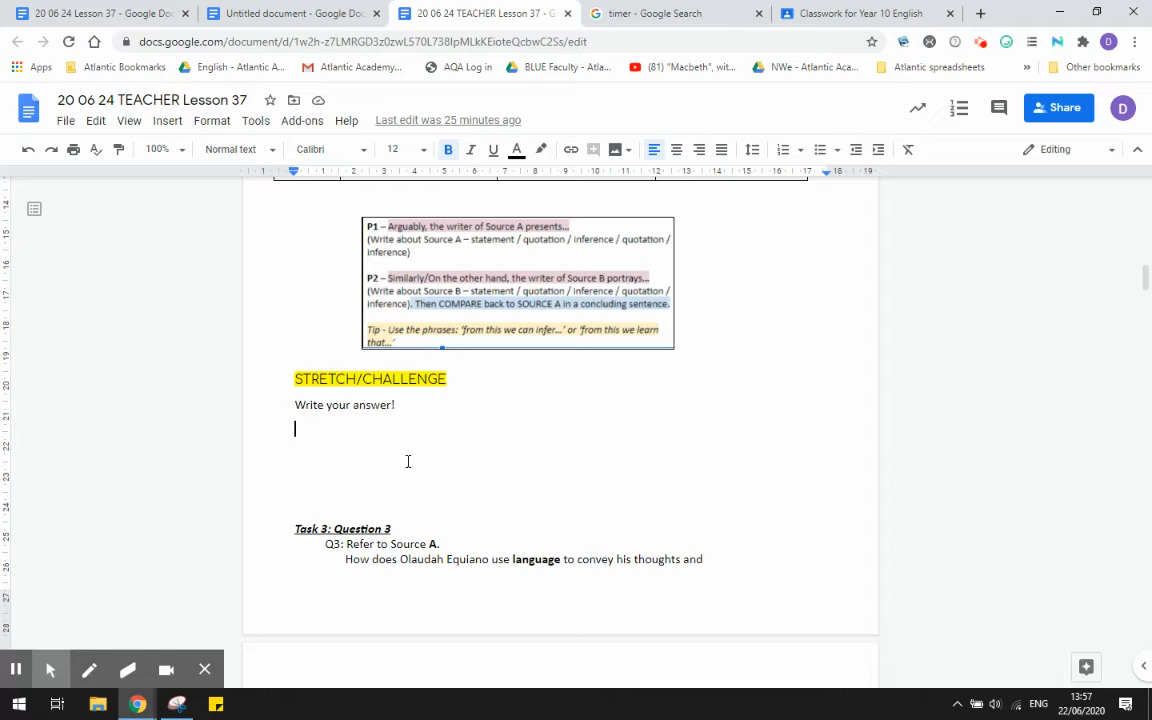 20 06 24 Lesson 37 - Google Doc
Untitled document - Google Doc
20 06 24 TEACHER Lesson 37 - G
timer - Google Search
Classwork for Year 10 English
docs.google.com/document/d/1w2h-z7LMRGD3z0zwL570L738IpMLkKEioteQcbwC2Ss/edit
Apps
Atlantic Bookmarks
English - Atlantic A...
Atlantic Academy...
AQA Log in
BLUE Faculty - Atla...
(81) "Macbeth", wit...
NWe - Atlantic Aca...
Atlantic spreadsheets
»
Other bookmarks
20 06 24 TEACHER Lesson 37
File Edit View Insert Format Tools Add-ons Help Last edit was 25 minutes ago
Share
D
100% Normal text Calibri 12 B I U A Editing
P1 – Arguably, the writer of Source A presents...
(Write about Source A – statement / quotation / inference / quotation /
inference)
P2 – Similarly/On the other hand, the writer of Source B portrays...
(Write about Source B – statement / quotation / inference / quotation /
inference). Then COMPARE back to SOURCE A in a concluding sentence.
Tip - Use the phrases: 'from this we can infer...' or 'from this we learn
that...'
STRETCH/CHALLENGE
Write your answer!
Task 3: Question 3
Q3: Refer to Source A.
How does Olaudah Equiano use language to convey his thoughts and
ENG
13:57
22/06/2020